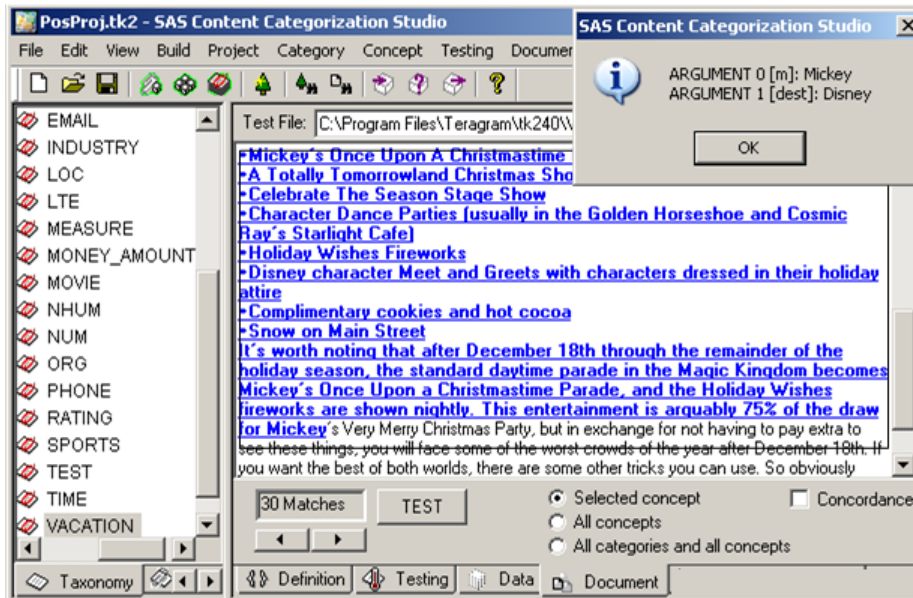 PosProj.tk2 - SAS Content Categorization Studio
File Edit View Build Project Category Concept Testing Documen
SAS Content Categorization Studio
ARGUMENT 0 [m]: Mickey
ARGUMENT 1 [dest]: Disney
OK
EMAIL
INDUSTRY
LOC
LTE
MEASURE
MONEY_AMOUNT
MOVIE
NHUM
NUM
ORG
PHONE
RATING
SPORTS
TEST
TIME
VACATION
Taxonomy
Test File: C:\Program Files\Teragram\tk240\\
•Mickey's Once Upon A Christmastime
•A Totally Tomorrowland Christmas Sho
•Celebrate The Season Stage Show
•Character Dance Parties (usually in the Golden Horseshoe and Cosmic
Ray's Starlight Cafe)
•Holiday Wishes Fireworks
•Disney character Meet and Greets with characters dressed in their holiday
attire
•Complimentary cookies and hot cocoa
•Snow on Main Street
It's worth noting that after December 18th through the remainder of the
holiday season, the standard daytime parade in the Magic Kingdom becomes
Mickey's Once Upon a Christmastime Parade, and the Holiday Wishes
fireworks are shown nightly. This entertainment is arguably 75% of the draw
for Mickey's Very Merry Christmas Party, but in exchange for not having to pay extra to
see these things, you will face some of the worst crowds of the year after December 18th. If
you want the best of both worlds, there are some other tricks you can use. So obviously
30 Matches
TEST
Selected concept
All concepts
All categories and all concepts
Concordance
Definition Testing Data Document